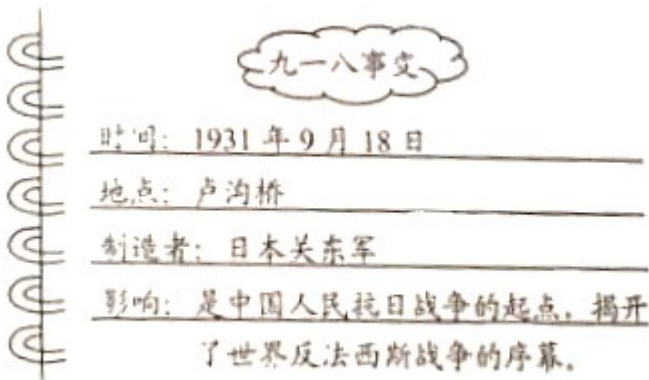 九一八事变
时间：1931年9月18日
地点：卢沟桥
制造者：日本关东军
影响：是中国人民抗日战争的起点，揭开
了世界反法西斯战争的序幕。